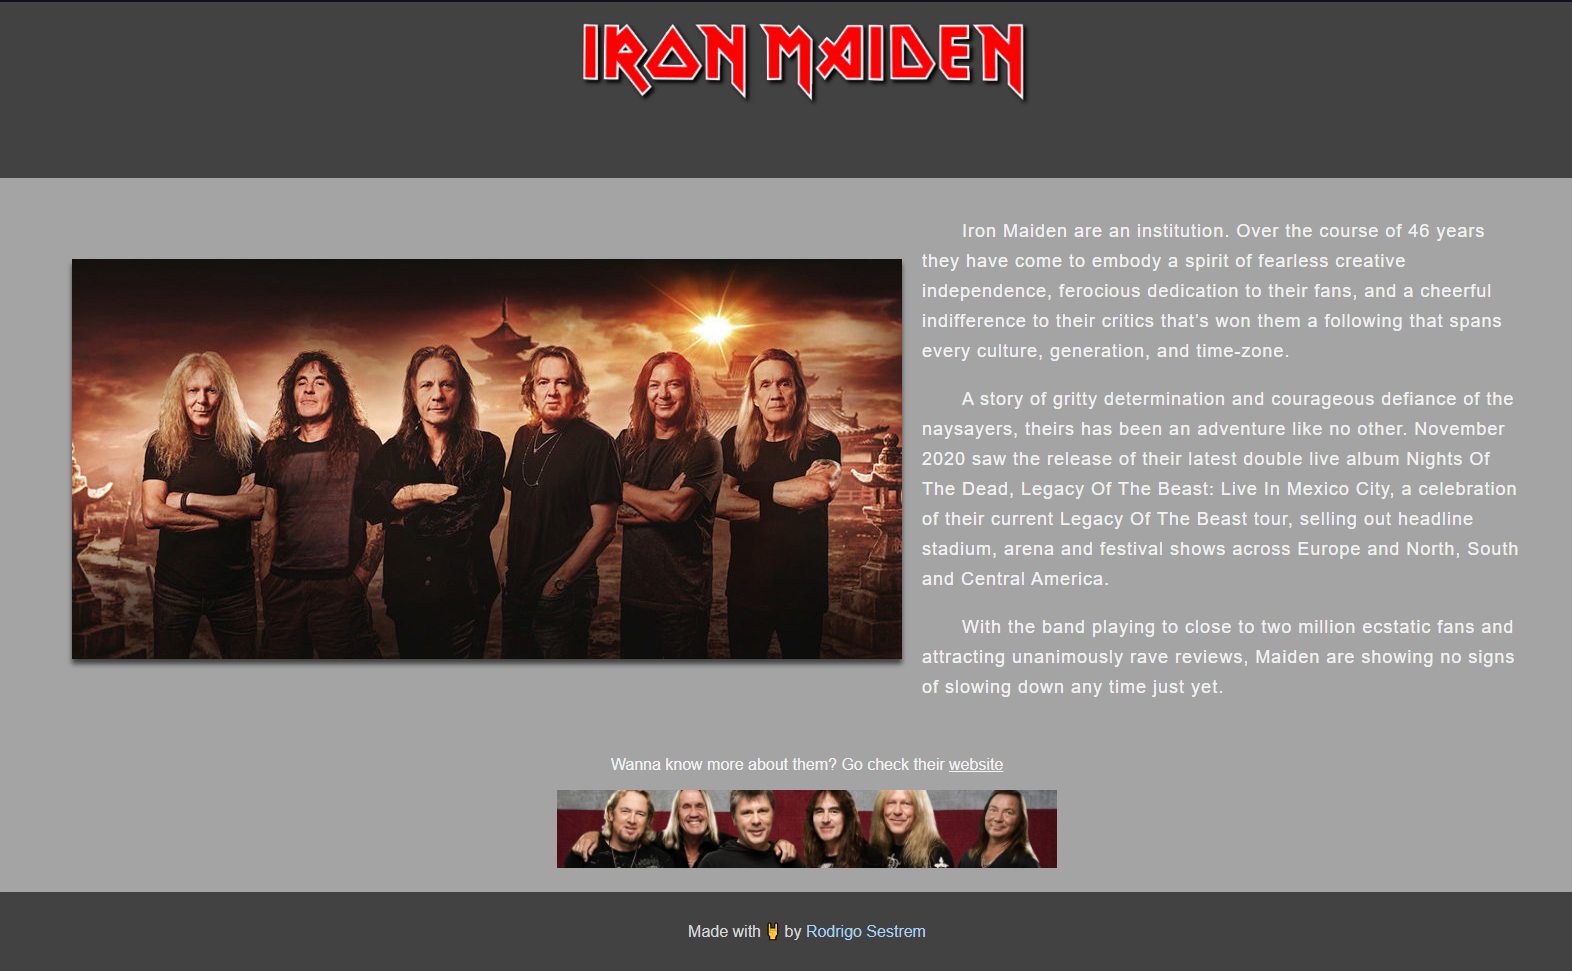 IRON MAIDEN
Iron Maiden are an institution. Over the course of 46 years
they have come to embody a spirit of fearless creative
independence, ferocious dedication to their fans, and a cheerful
indifference to their critics that's won them a following that spans
every culture, generation, and time-zone.
A story of gritty determination and courageous defiance of the
naysayers, theirs has been an adventure like no other. November
2020 saw the release of their latest double live album Nights Of
The Dead, Legacy Of The Beast: Live In Mexico City, a celebration
of their current Legacy Of The Beast tour, selling out headline
stadium, arena and festival shows across Europe and North, South
and Central America.
With the band playing to close to two million ecstatic fans and
attracting unanimously rave reviews, Maiden are showing no signs
of slowing down any time just yet.
Wanna know more about them? Go check their website
Made with 🤘 by Rodrigo Sestrem